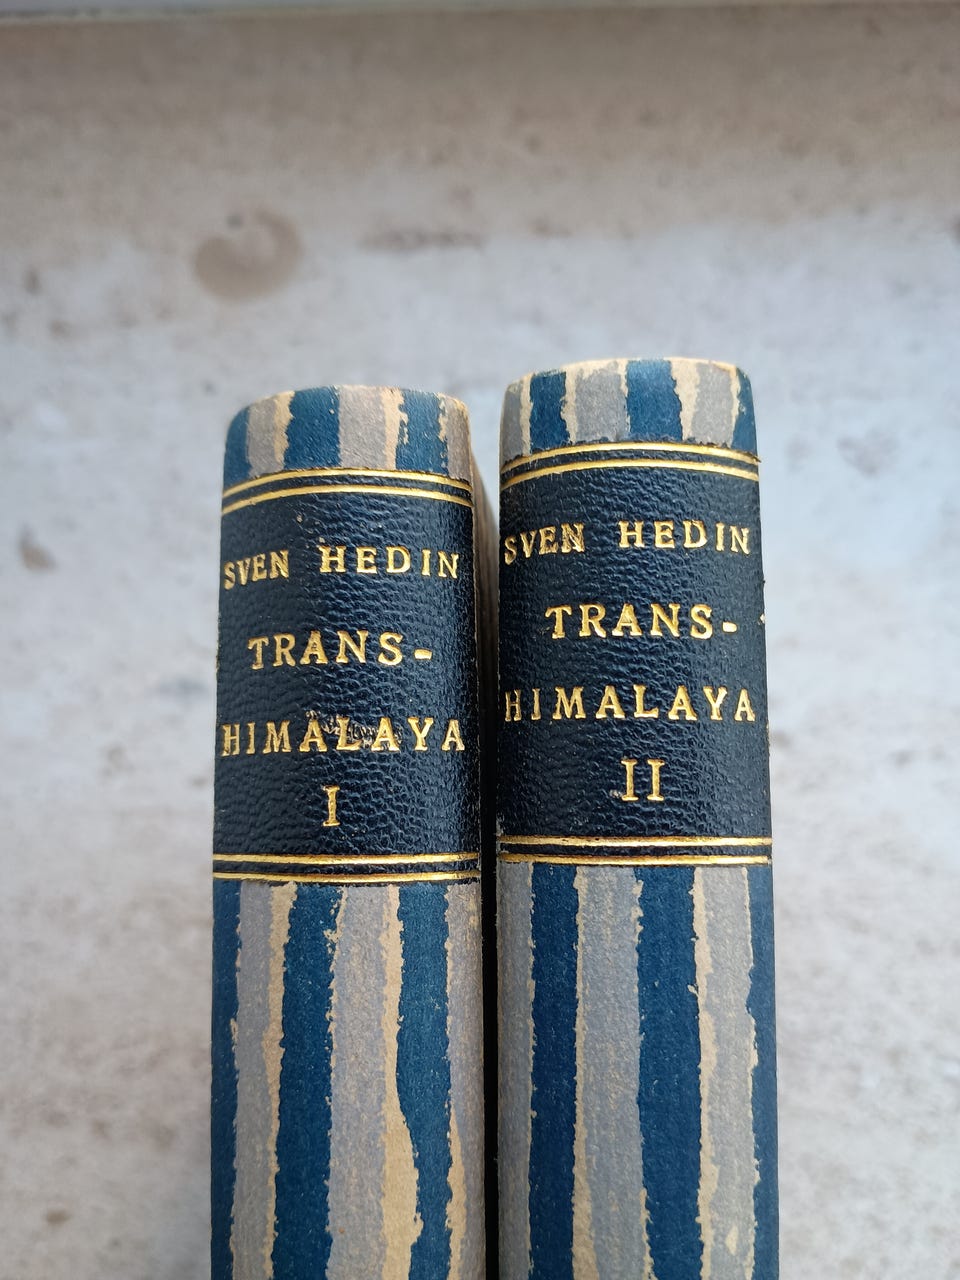 SVEN HEDIN
TRANS-
HIMALAYA
I
SVEN HEDIN
TRANS-
HIMALAYA
II